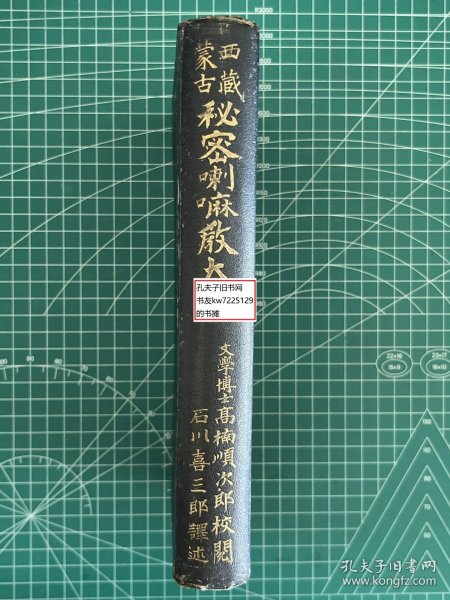 西藏
蒙古
秘密喇嘛教大
文學博士高楠順次郎校閲
石川喜三郎譯述
孔夫子旧书网
书友kw7225129
的书摊
孔夫子旧书网
www.kongfz.com